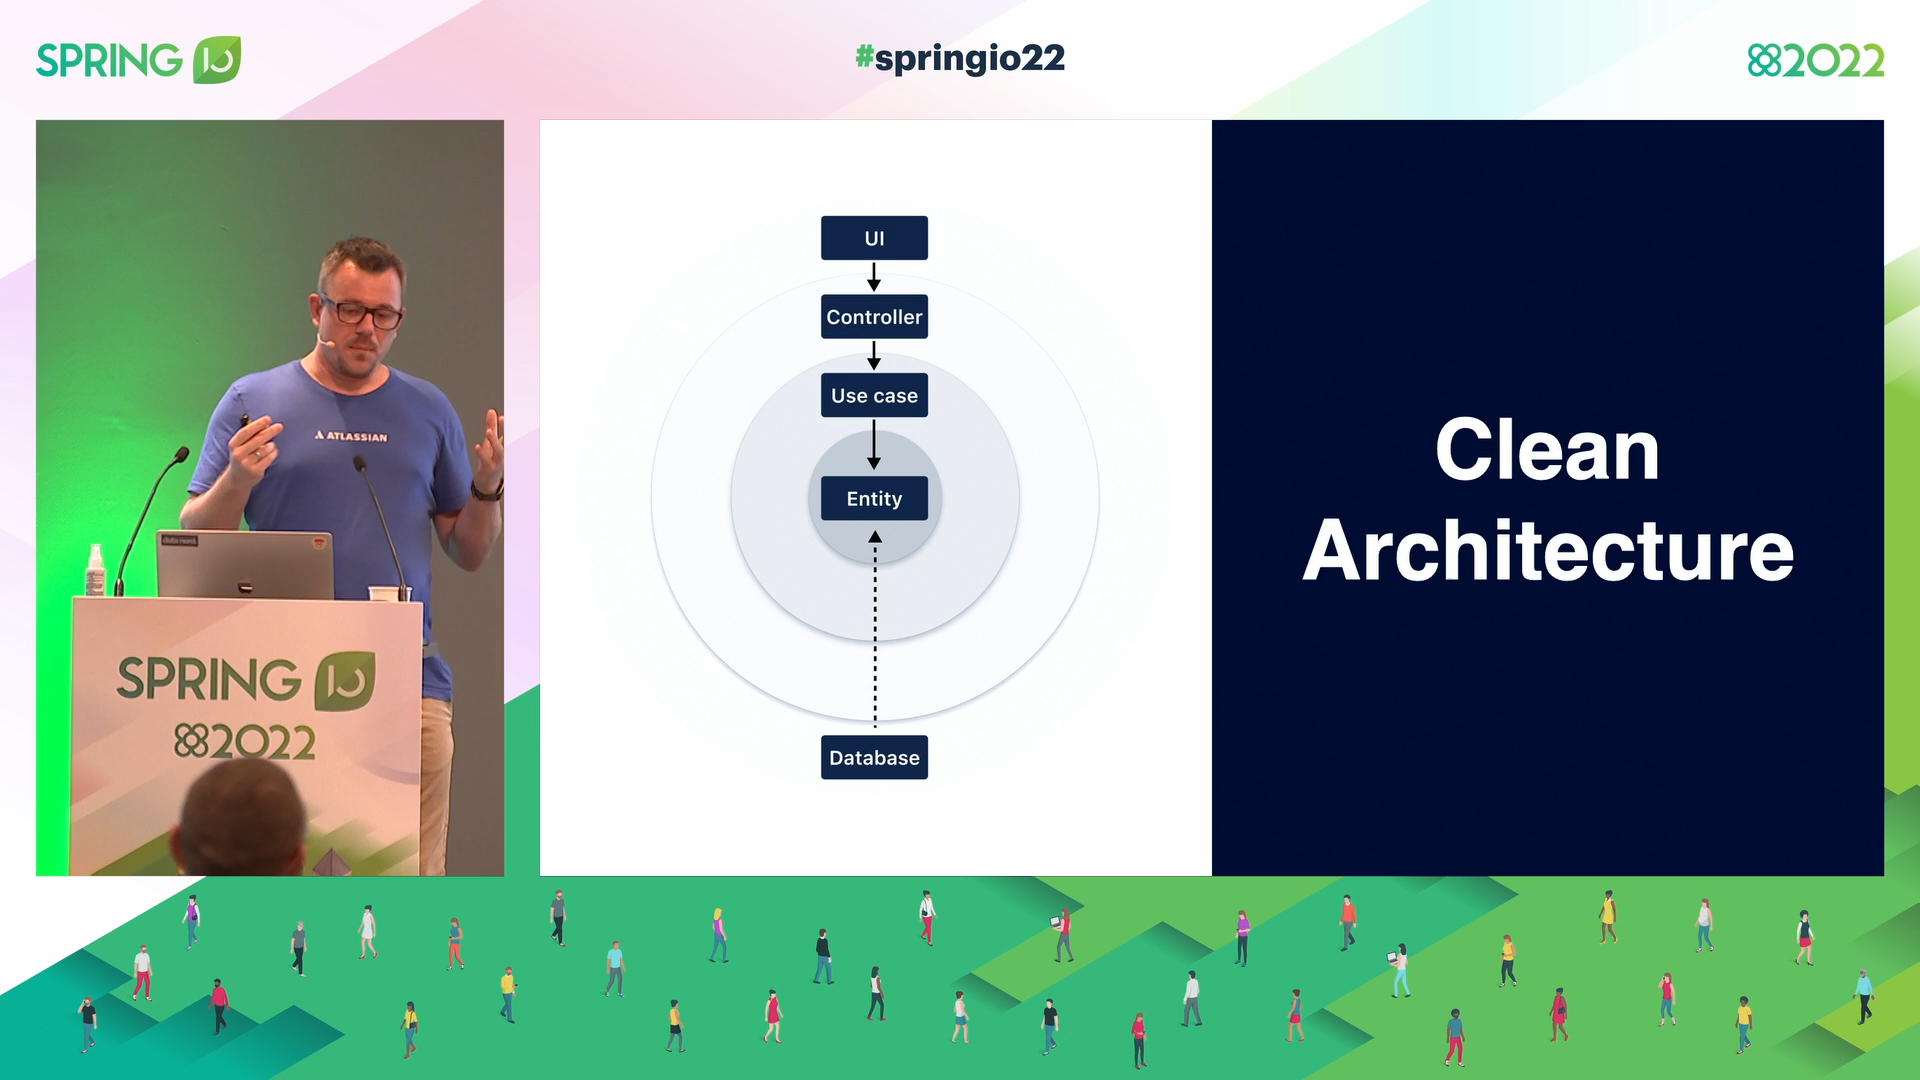 SPRING IO
#springio22
2022
UI
Controller
Use case
Entity
Database
Clean
Architecture
ATLASSIAN
SPRING IO
2022